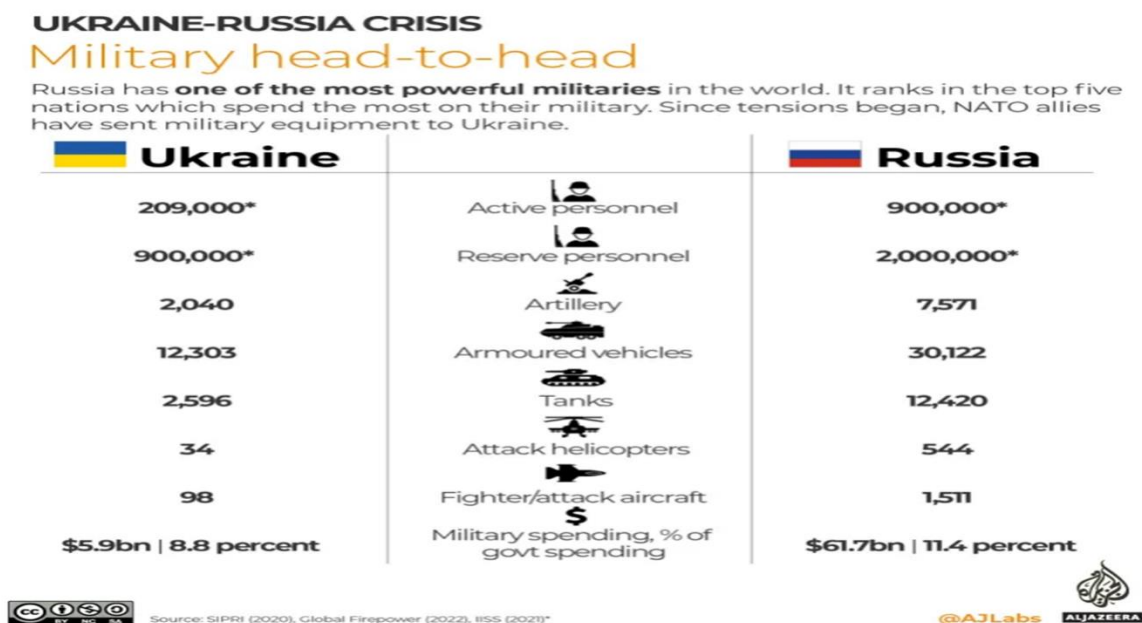 UKRAINE-RUSSIA CRISIS
Military head-to-head
Russia has one of the most powerful militaries in the world. It ranks in the top five
nations which spend the most on their military. Since tensions began, NATO allies
have sent military equipment to Ukraine.
Ukraine Russia
209,000* Active personnel 900,000*
900,000* Reserve personnel 2,000,000*
2,040 Artillery 7,571
12,303 Armoured vehicles 30,122
2,596 Tanks 12,420
34 Attack helicopters 544
98 Fighter/attack aircraft 1,511
$
$5.9bn | 8.8 percent Military spending, % of $61.7bn | 11.4 percent
govt spending
cc BY NC SA Source: SIPRI (2020), Global Firepower (2022), IISS (2021)* @AJLabs ALJAZEERA